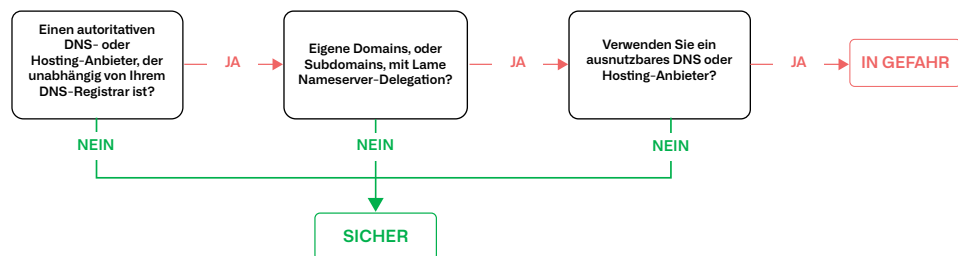 Einen autoritativen
DNS- oder
Hosting-Anbieter, der
unabhängig von Ihrem
DNS-Registrar ist?
JA
Eigene Domains, oder
Subdomains, mit Lame
Nameserver-Delegation?
JA
Verwenden Sie ein
ausnutzbares DNS oder
Hosting-Anbieter?
JA
IN GEFAHR
NEIN
NEIN
NEIN
SICHER